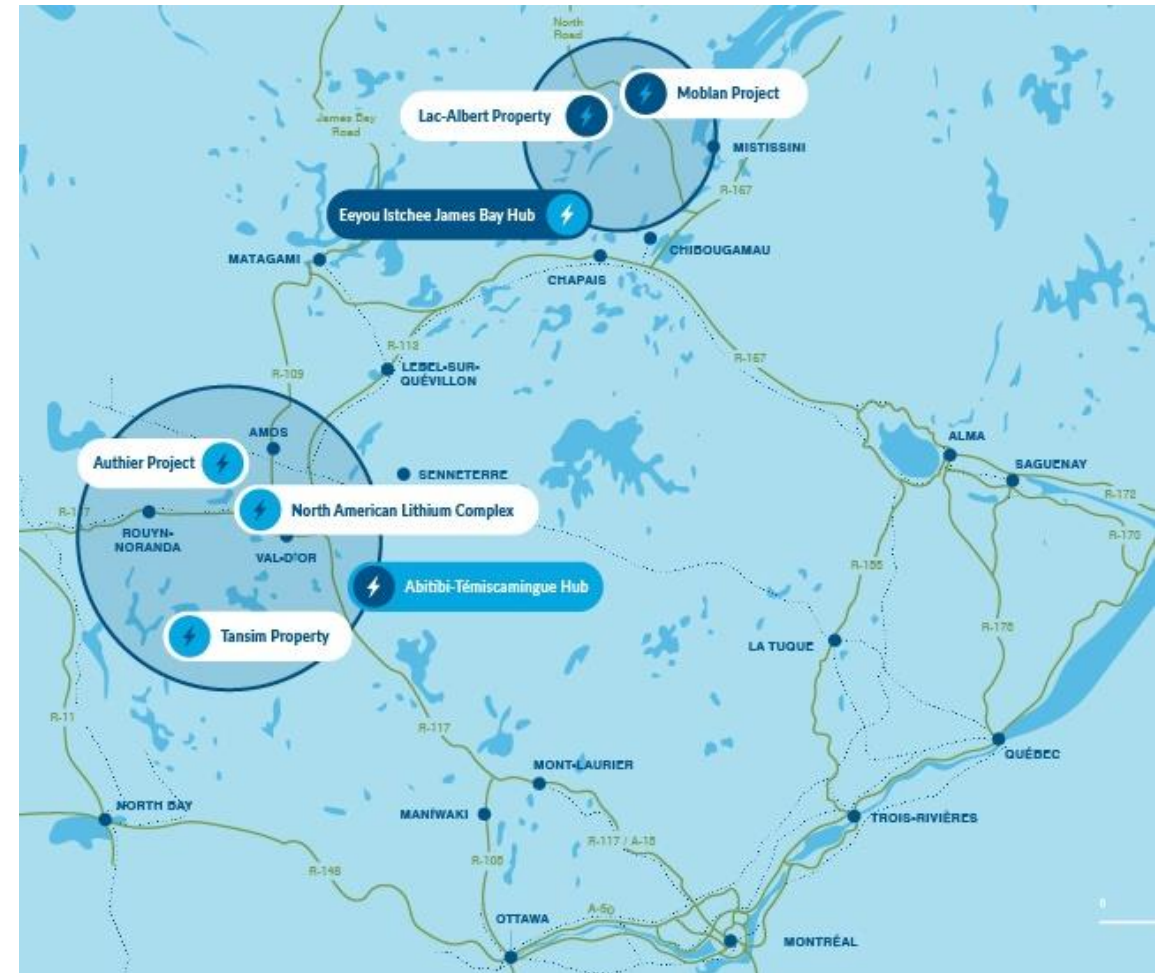 North
Road
Moblan Project
Lac-Albert Property
James Bay
Road
MISTISSINI
R-167
Eeyou Istchee James Bay Hub
CHIBOUGAMAU
MATAGAMI
CHAPAIS
R-113
R-167
LEBEL-SUR-
QUÉVILLON
R-109
AMOS
ALMA
Authier Project
SENNETERRE
SAGUENAY
R-172
North American Lithium Complex
ROUYN-
NORANDA
R-170
VAL-D'OR
R-155
Abitibi-Témiscamingue Hub
R-175
Tansim Property
LA TUQUE
R-11
R-117
QUÉBEC
MONT-LAURIER
NORTH BAY
MANIWAKI
TROIS-RIVIÈRES
R-117 / A-15
R-105
R-148
A-50
OTTAWA
MONTRÉAL
0